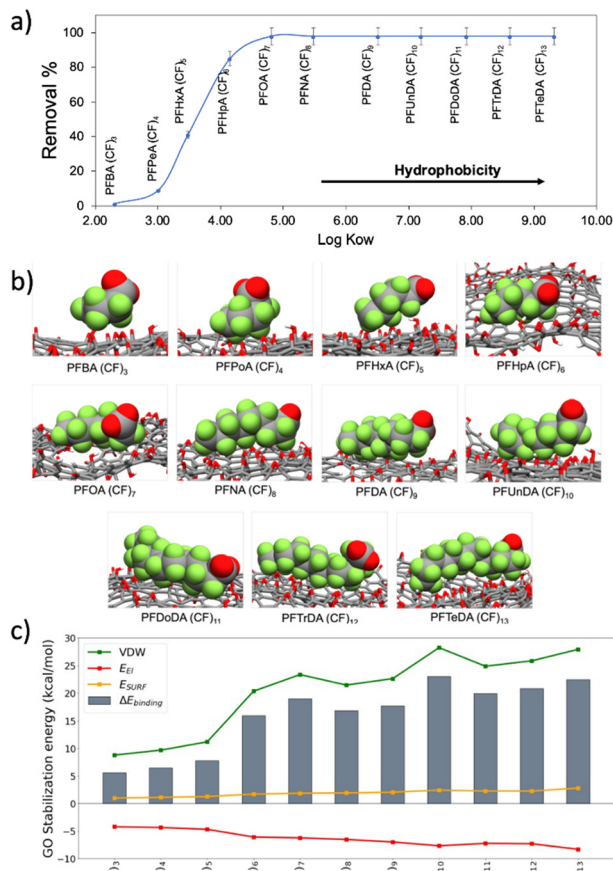 a)
Removal %
100
80
60
40
20
0
PFBA (CF)3
PFPeA (CF)4
PFHxA (CF)5
PFHpA (CF)6
PFOA (CF)7
PFNA (CF)8
PFDA (CF)9
PFUnDA (CF)10
PFDoDA (CF)11
PFTrDA (CF)12
PFTeDA (CF)13
Hydrophobicity
2.00 3.00 4.00 5.00 6.00 7.00 8.00 9.00 10.00
Log Kow
b)
PFBA (CF)3
PFPoA (CF)4
PFHxA (CF)5
PFHpA (CF)6
PFOA (CF)7
PFNA (CF)8
PFDA (CF)9
PFUnDA (CF)10
PFDoDA (CF)11
PFTrDA (CF)12
PFTeDA (CF)13
c)
GO Stabilization energy (kcal/mol)
30
25
20
15
10
5
0
−5
−10
VDW
E_El
E_SURF
ΔE_binding
)3 )4 )5 )6 )7 )8 )9 10 11 12 13